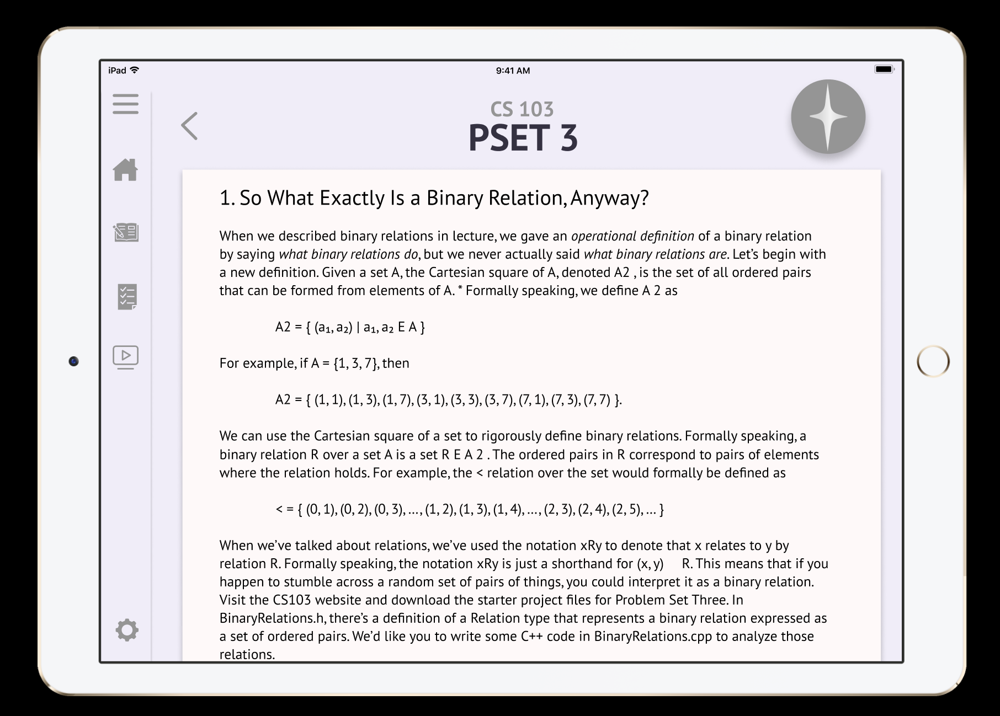 iPad
9:41 AM
CS 103
PSET 3
1. So What Exactly Is a Binary Relation, Anyway?
When we described binary relations in lecture, we gave an operational definition of a binary relation
by saying what binary relations do, but we never actually said what binary relations are. Let’s begin with
a new definition. Given a set A, the Cartesian square of A, denoted A2 , is the set of all ordered pairs
that can be formed from elements of A. * Formally speaking, we define A 2 as
A2 = { (a₁, a₂) | a₁, a₂ E A }
For example, if A = {1, 3, 7}, then
A2 = { (1, 1), (1, 3), (1, 7), (3, 1), (3, 3), (3, 7), (7, 1), (7, 3), (7, 7) }.
We can use the Cartesian square of a set to rigorously define binary relations. Formally speaking, a
binary relation R over a set A is a set R E A 2 . The ordered pairs in R correspond to pairs of elements
where the relation holds. For example, the < relation over the set would formally be defined as
< = { (0, 1), (0, 2), (0, 3), …, (1, 2), (1, 3), (1, 4), …, (2, 3), (2, 4), (2, 5), … }
When we’ve talked about relations, we’ve used the notation xRy to denote that x relates to y by
relation R. Formally speaking, the notation xRy is just a shorthand for (x, y) R. This means that if you
happen to stumble across a random set of pairs of things, you could interpret it as a binary relation.
Visit the CS103 website and download the starter project files for Problem Set Three. In
BinaryRelations.h, there’s a definition of a Relation type that represents a binary relation expressed as
a set of ordered pairs. We’d like you to write some C++ code in BinaryRelations.cpp to analyze those
relations.